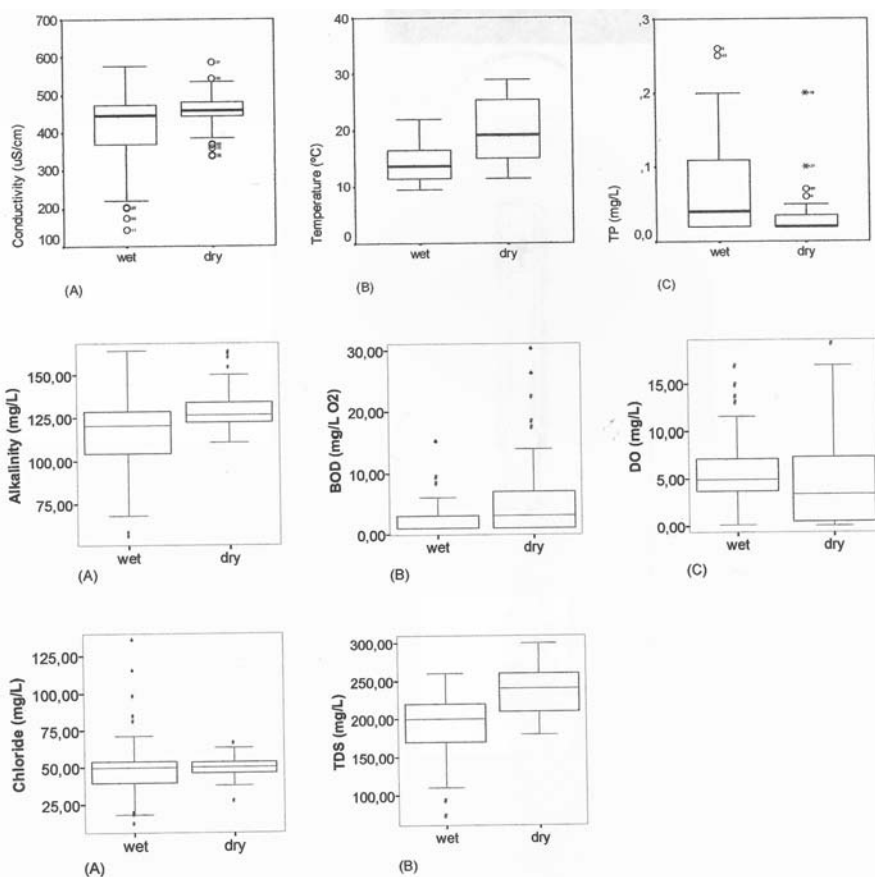 700
600
500
400
300
200
100
Conductivity (uS/cm)
wet
dry
(A)
40
30
20
10
0
Temperature (ºC)
wet
dry
(B)
,3
,2
,1
0,0
TP (mg/L)
wet
dry
(C)
150,00
125,00
100,00
75,00
Alkalinity (mg/L)
wet
dry
(A)
30,00
20,00
10,00
0,00
BOD (mg/L O2)
wet
dry
(B)
15,00
10,00
5,00
0,00
DO (mg/L)
wet
dry
(C)
125,00
100,00
75,00
50,00
25,00
Chloride (mg/L)
wet
dry
(A)
300,00
250,00
200,00
150,00
100,00
TDS (mg/L)
wet
dry
(B)